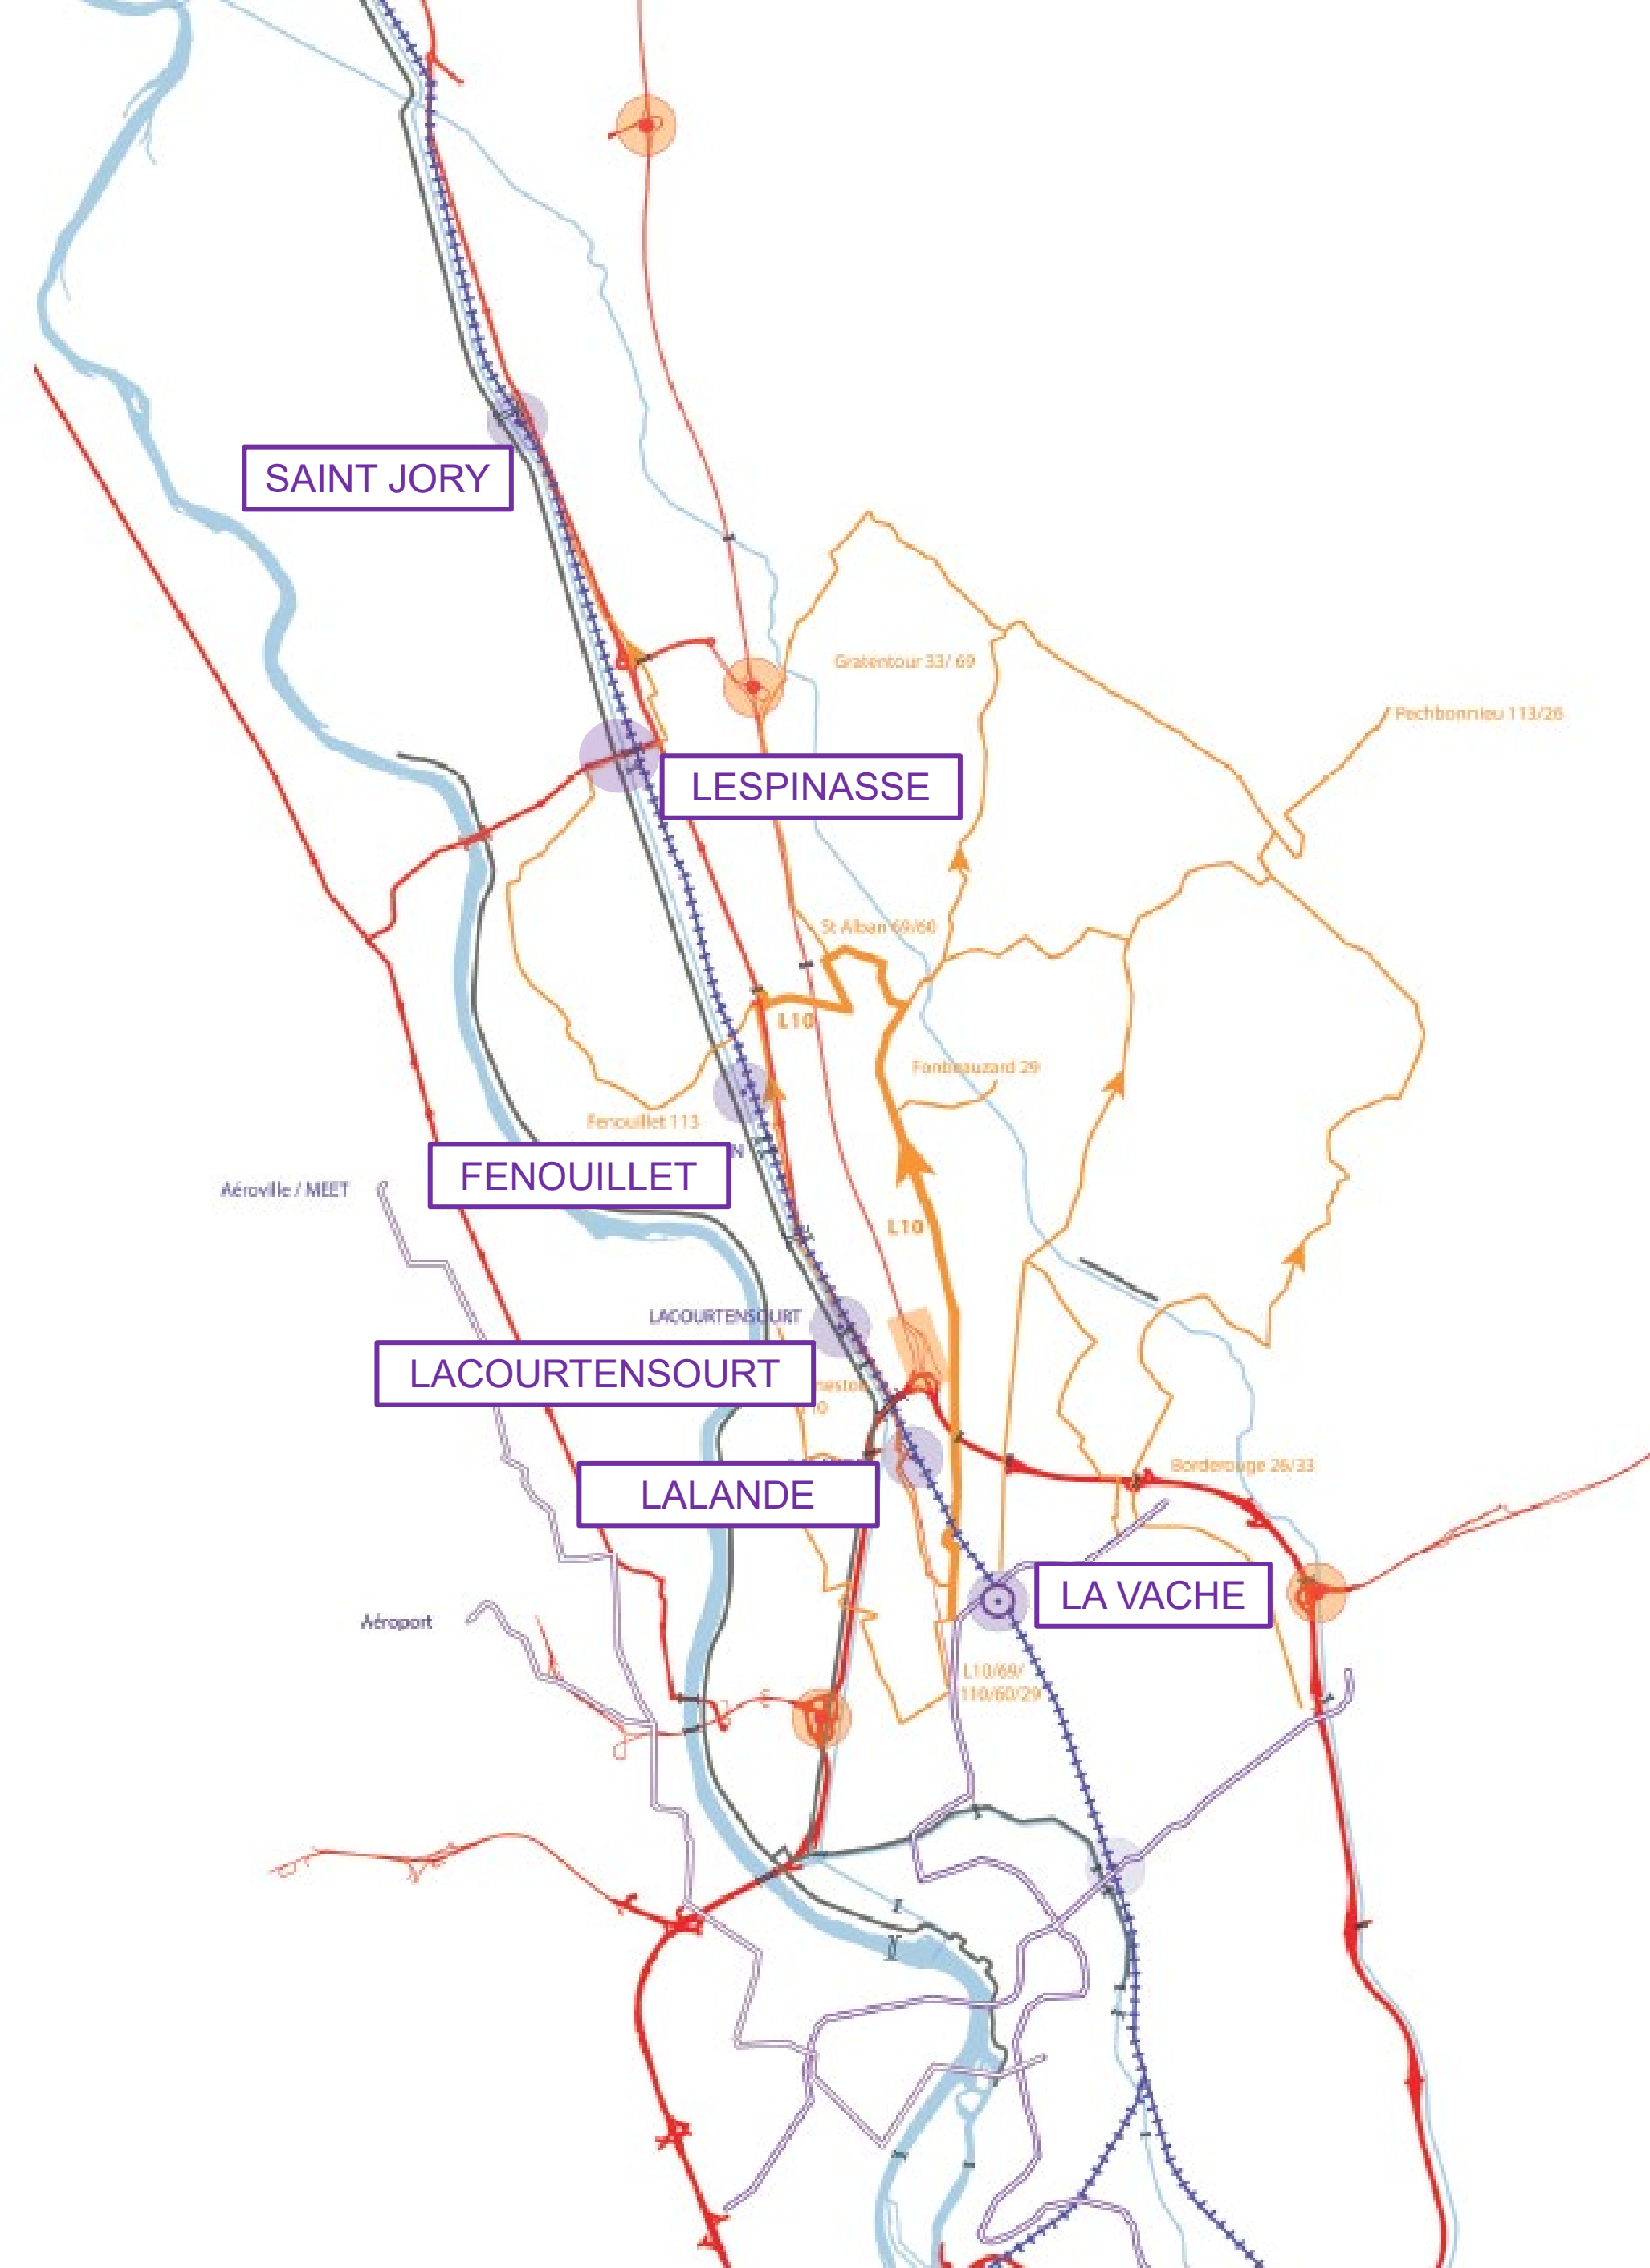 SAINT JORY
Gratentour 33/ 69
Pechbonnieu 113/26
LESPINASSE
St Alban 69/60
L10
Fonbeauzard 29
Fenouillet 113
N
FENOUILLET
Aéroville / MEET
L10
LACOURTENSOURT
LACOURTENSOURT
10
Borderouge 26/33
LALANDE
LA VACHE
Aéroport
L10/69/
110/60/29